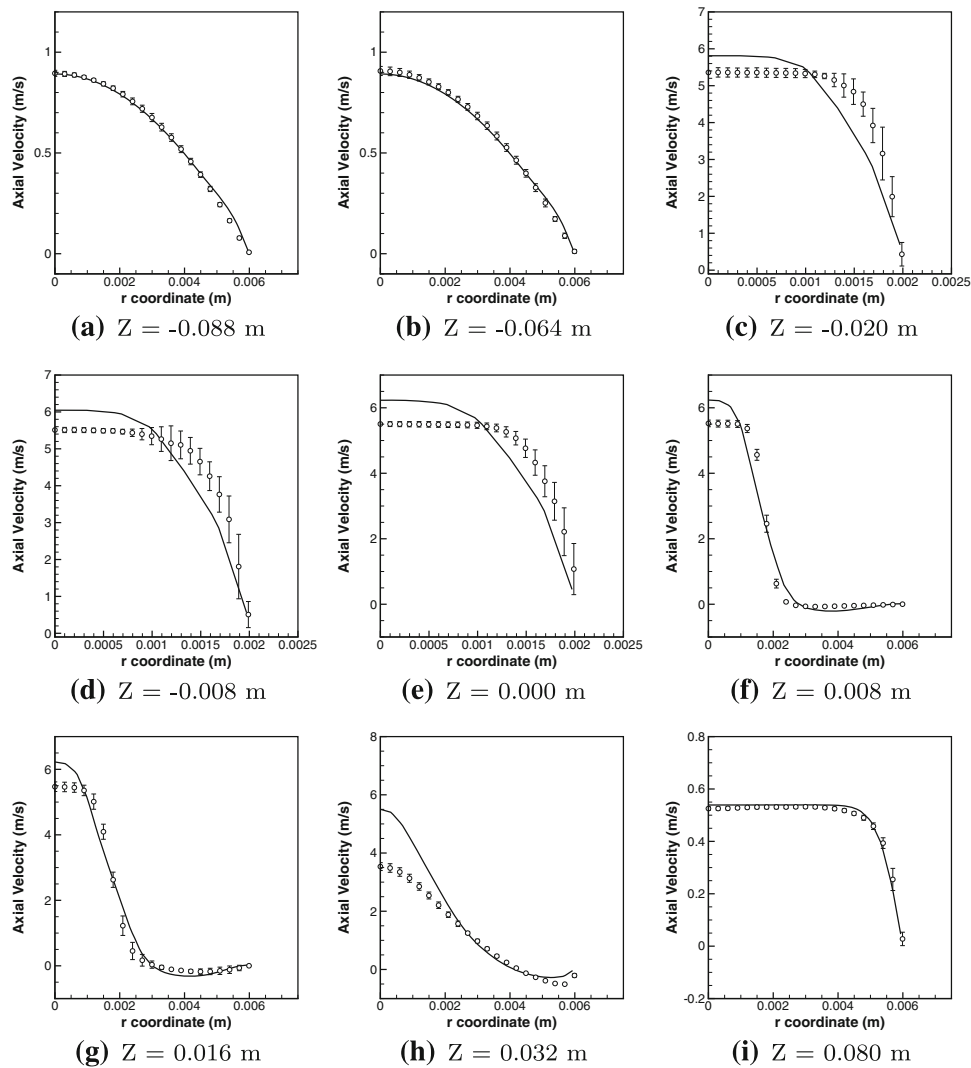 Axial Velocity (m/s)
1
0.5
0
0 0.002 0.004 0.006
r coordinate (m)
(a) Z = -0.088 m
Axial Velocity (m/s)
1
0.5
0
0 0.002 0.004 0.006
r coordinate (m)
(b) Z = -0.064 m
Axial Velocity (m/s)
7
6
5
4
3
2
1
0
0 0.0005 0.001 0.0015 0.002 0.0025
r coordinate (m)
(c) Z = -0.020 m
Axial Velocity (m/s)
7
6
5
4
3
2
1
0
0 0.0005 0.001 0.0015 0.002 0.0025
r coordinate (m)
(d) Z = -0.008 m
Axial Velocity (m/s)
6
4
2
0
0 0.0005 0.001 0.0015 0.002 0.0025
r coordinate (m)
(e) Z = 0.000 m
Axial Velocity (m/s)
6
4
2
0
0 0.002 0.004 0.006
r coordinate (m)
(f) Z = 0.008 m
Axial Velocity (m/s)
6
4
2
0
0 0.002 0.004 0.006
r coordinate (m)
(g) Z = 0.016 m
Axial Velocity (m/s)
8
6
4
2
0
0 0.002 0.004 0.006
r coordinate (m)
(h) Z = 0.032 m
Axial Velocity (m/s)
0.8
0.6
0.4
0.2
0
-0.2
0 0.002 0.004 0.006
r coordinate (m)
(i) Z = 0.080 m